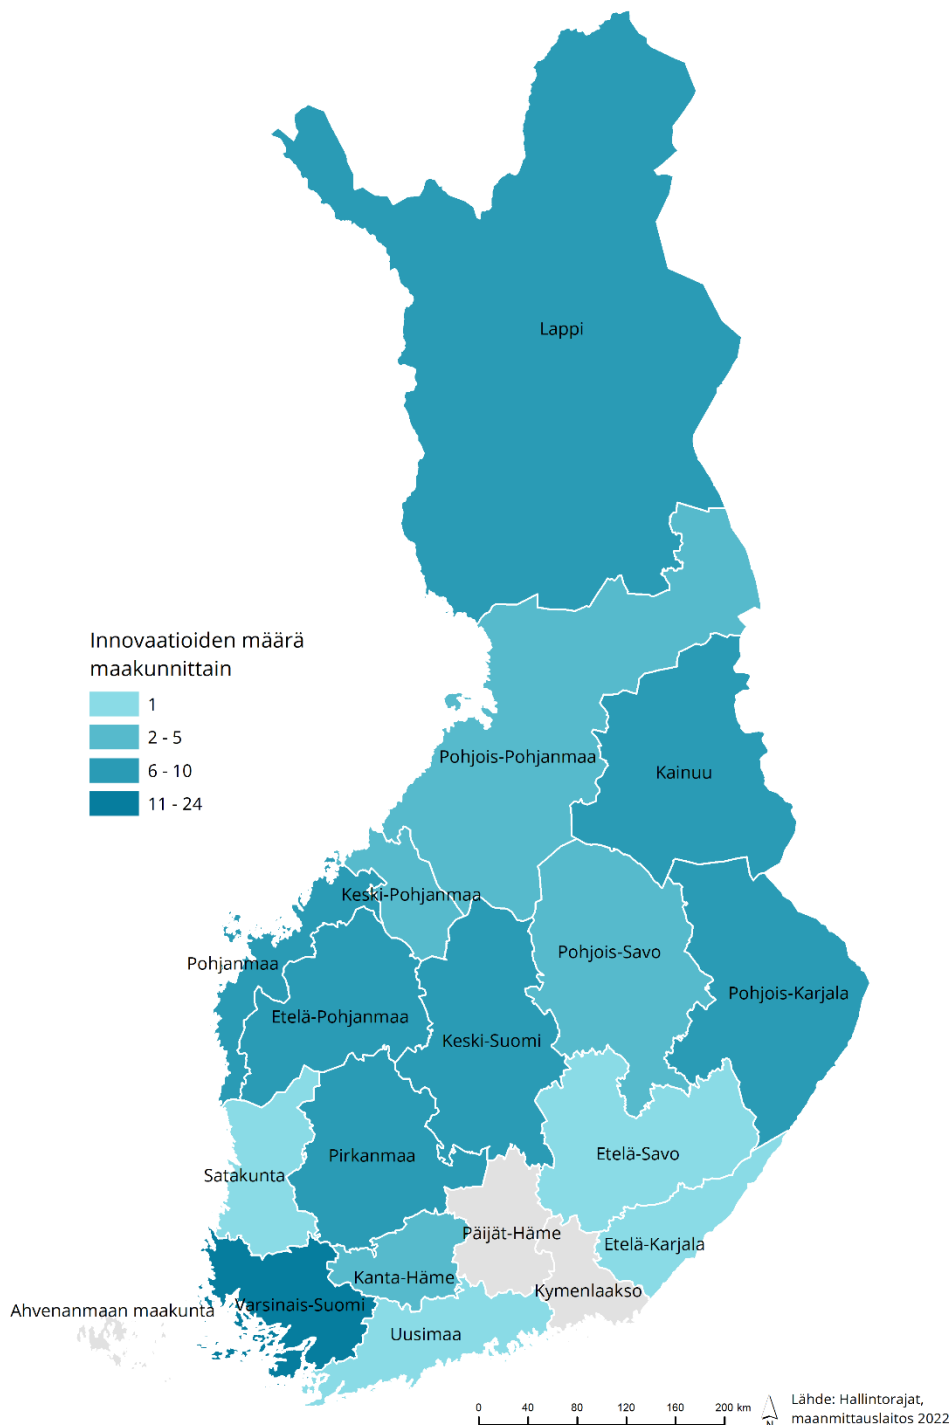 Lappi
Innovaatioiden määrä
maakunnittain
1
2 - 5
6 - 10
11 - 24
Pohjois-Pohjanmaa
Kainuu
Keski-Pohjanmaa
Pohjanmaa
Pohjois-Savo
Pohjois-Karjala
Etelä-Pohjanmaa
Keski-Suomi
Pirkanmaa
Etelä-Savo
Satakunta
Päijät-Häme
Etelä-Karjala
Kanta-Häme
Kymenlaakso
Ahvenanmaan maakunta
Varsinais-Suomi
Uusimaa
0 40 80 120 160 200 km
Lähde: Hallintorajat,
maanmittauslaitos 2022